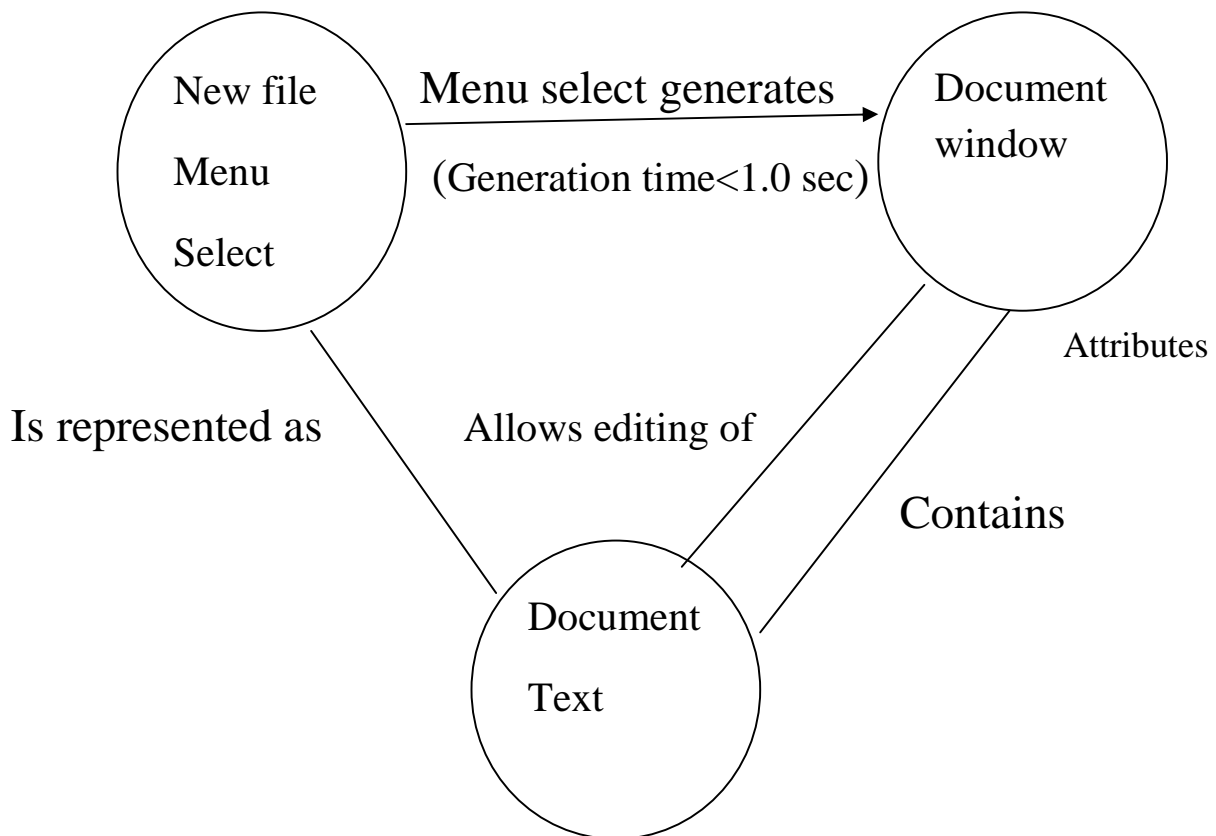 New file
Menu
Select
Menu select generates
(Generation time<1.0 sec)
Document
window
Attributes
Is represented as
Allows editing of
Contains
Document
Text